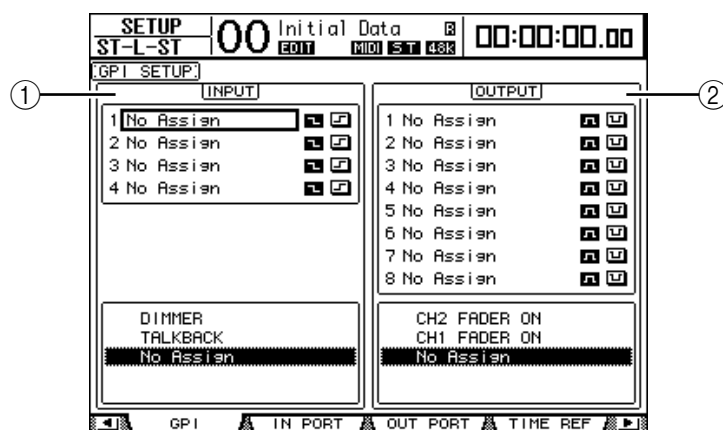 SETUP
ST-L-ST
00
Initial Data
EDIT
MIDI ST 48K
00:00:00.00
GPI SETUP
1
INPUT
1 No Assign
2 No Assign
3 No Assign
4 No Assign
DIMMER
TALKBACK
No Assign
OUTPUT
2
1 No Assign
2 No Assign
3 No Assign
4 No Assign
5 No Assign
6 No Assign
7 No Assign
8 No Assign
CH2 FADER ON
CH1 FADER ON
No Assign
GPI
IN PORT
OUT PORT
TIME REF